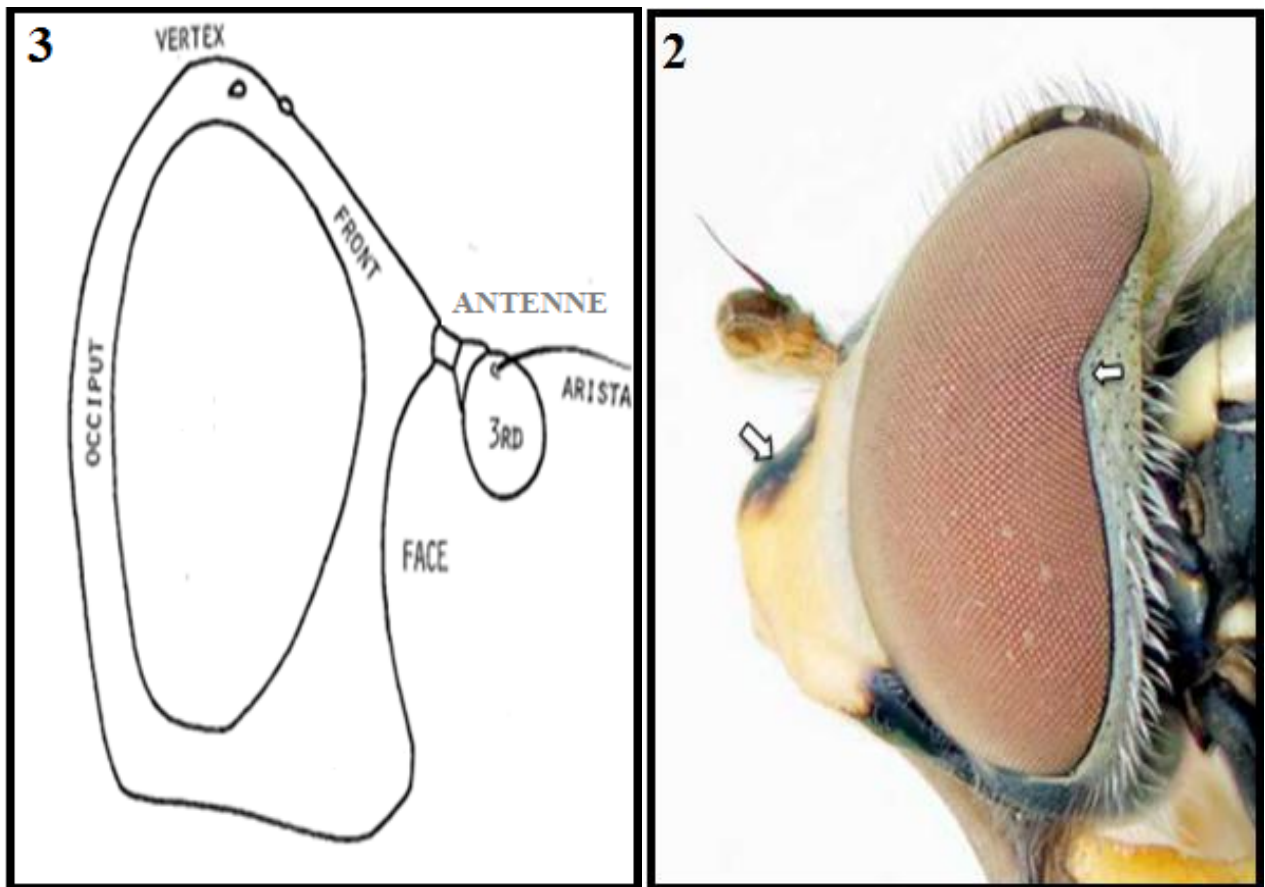 3
VERTEX
FRONT
ANTENNE
ARISTA
OCCIPUT
3RD
FACE
2